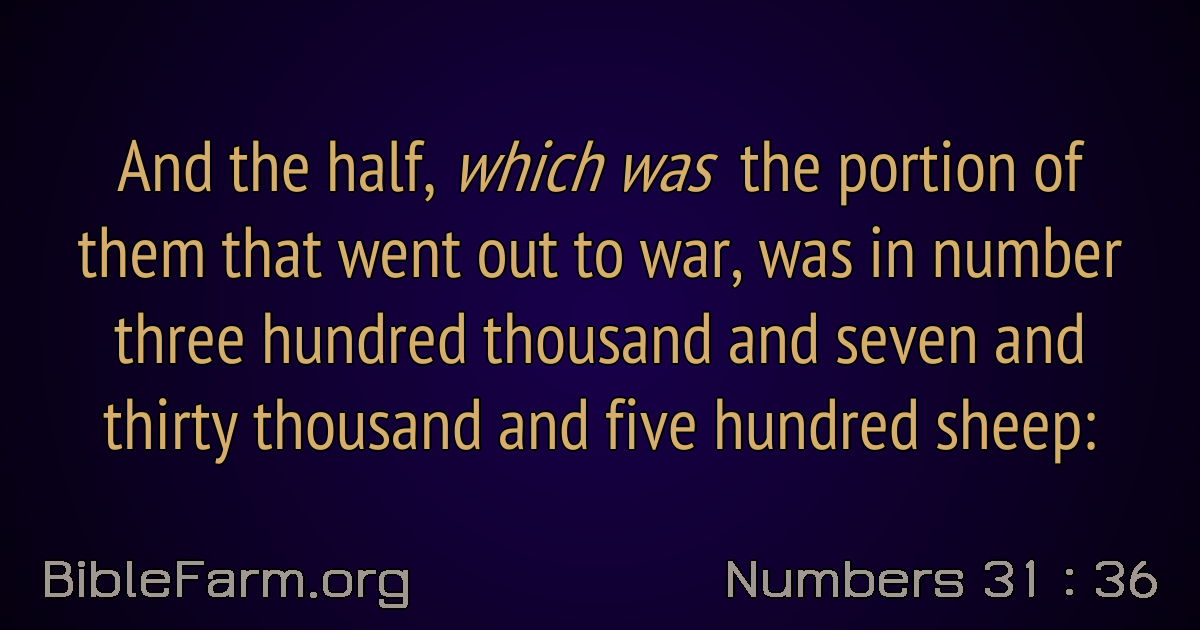 And the half, which was the portion of
them that went out to war, was in number
three hundred thousand and seven and
thirty thousand and five hundred sheep:
BibleFarm.org
Numbers 31 : 36